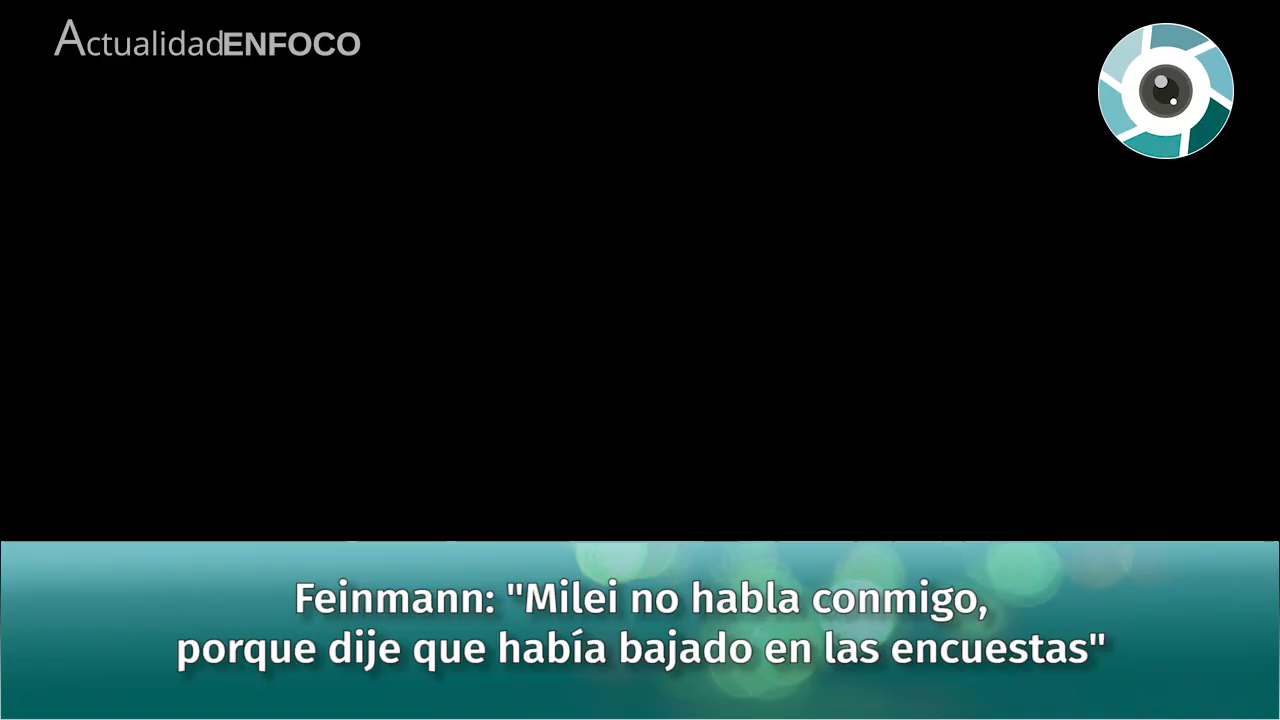 ActualidadENFOCO
Feinmann: "Milei no habla conmigo,
porque dije que había bajado en las encuestas"